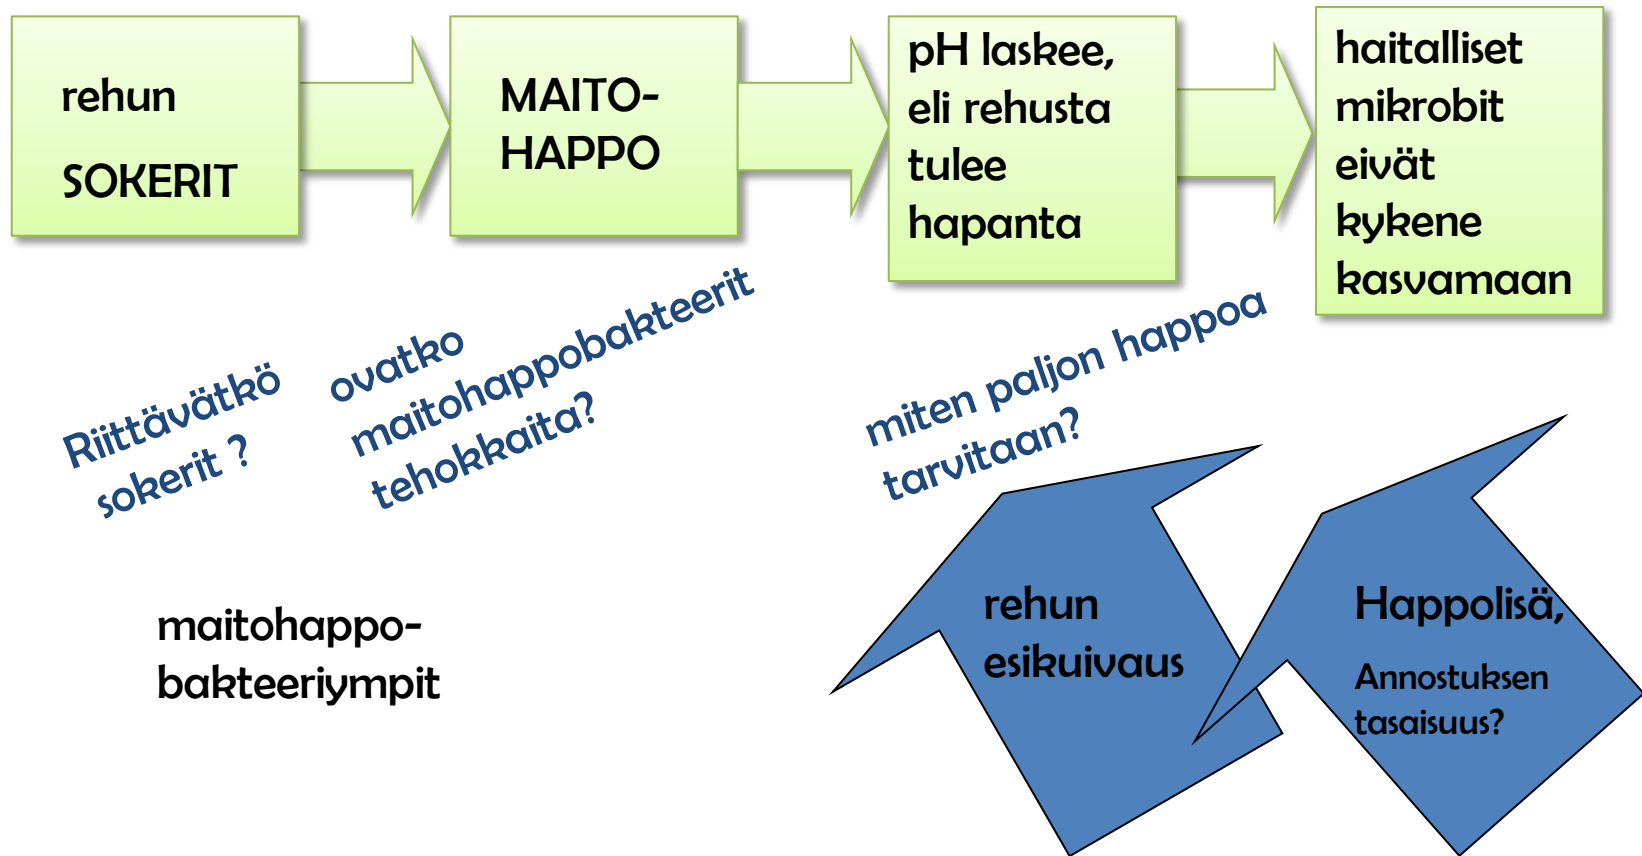 rehun
SOKERIT
MAITO-
HAPPO
pH laskee,
eli rehusta
tulee
hapanta
haitalliset
mikrobit
eivät
kykene
kasvamaan
Riittävätkö
sokerit ?
ovatko
maitohappobakteerit
tehokkaita?
miten paljon happoa
tarvitaan?
maitohappo-
bakteeriympit
rehun
esikuivaus
Happolisä,
Annostuksen
tasaisuus?